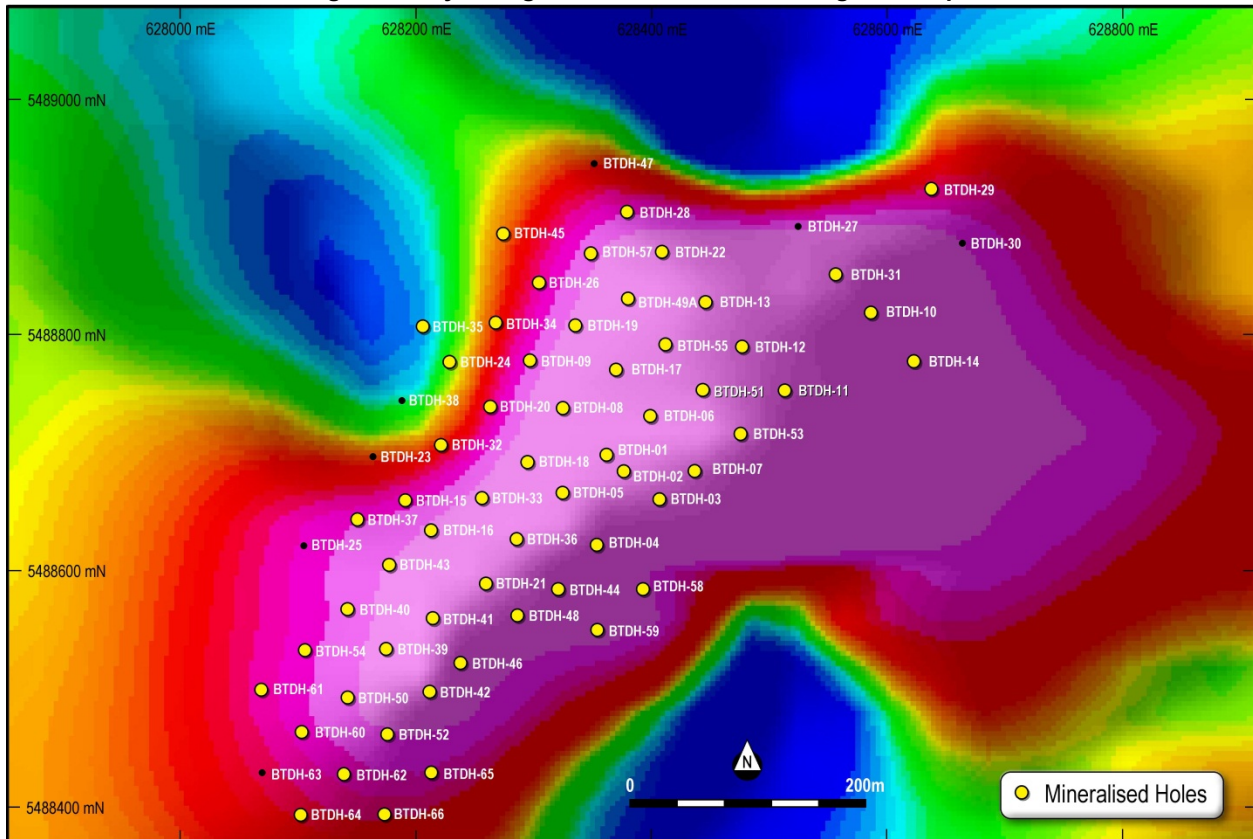 628000 mE 628200 mE 628400 mE 628600 mE 628800 mE
5489000 mN
BTDH-47
BTDH-29
BTDH-28
BTDH-27
BTDH-45
BTDH-30
BTDH-57 BTDH-22
BTDH-31
BTDH-26
BTDH-49A BTDH-13
BTDH-10
5488800 mN
BTDH-35 BTDH-34 BTDH-19
BTDH-55 BTDH-12
BTDH-24 BTDH-09 BTDH-14
BTDH-17
BTDH-51 BTDH-11
BTDH-38
BTDH-20 BTDH-08
BTDH-06
BTDH-53
BTDH-32
BTDH-23 BTDH-01
BTDH-18
BTDH-02 BTDH-07
BTDH-05
BTDH-15 BTDH-33 BTDH-03
BTDH-37
BTDH-16
BTDH-36
BTDH-25 BTDH-04
5488600 mN
BTDH-43
BTDH-21 BTDH-44 BTDH-58
BTDH-40
BTDH-41 BTDH-48
BTDH-59
BTDH-54 BTDH-39
BTDH-46
BTDH-61
BTDH-50 BTDH-42
BTDH-60 BTDH-52
N
BTDH-63 BTDH-62 BTDH-65
0 200m
Mineralised Holes
5488400 mN
BTDH-64 BTDH-66